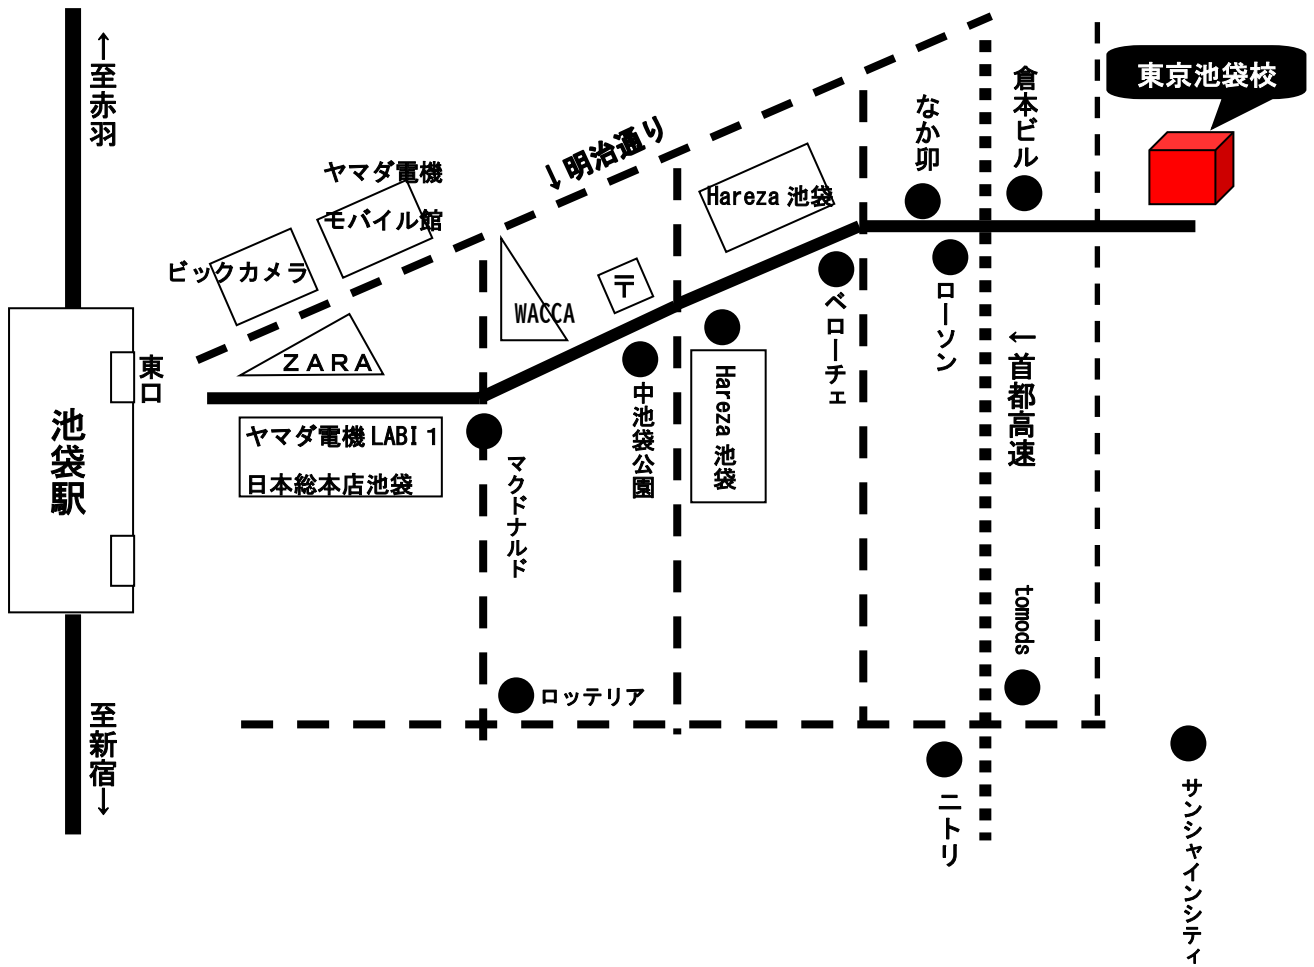 ←至赤羽
東京池袋校
倉本ビル
なか卯
↓明治通り
ヤマダ電機
モバイル館
Hareza 池袋
ビックカメラ
〒
WACCA
ZARA
東口
池袋駅
ヤマダ電機 LABI 1
日本総本店池袋
マクドナルド
中池袋公園
Hareza 池袋
ベローチェ
ローソン
←首都高速
tomods
ロッテリア
至新宿→
ニトリ
サンシャインシティ